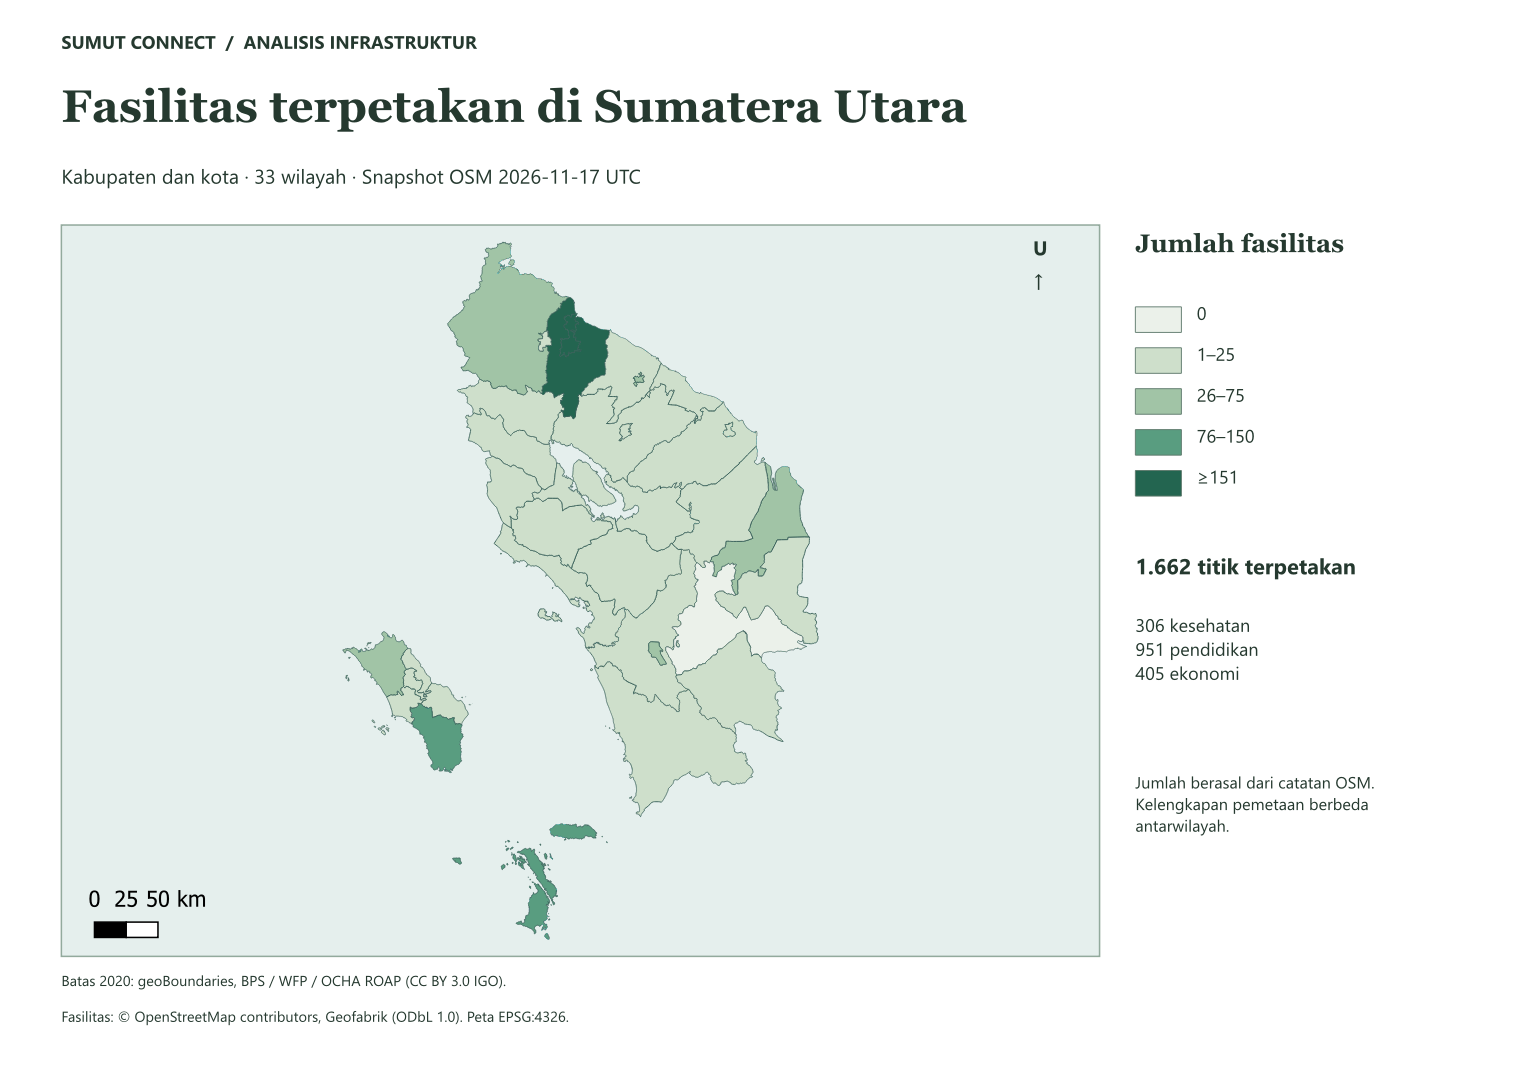 SUMUT CONNECT / ANALISIS INFRASTRUKTUR
Fasilitas terpetakan di Sumatera Utara
Kabupaten dan kota · 33 wilayah · Snapshot OSM 2026-11-17 UTC
U
↑
Jumlah fasilitas
0
1–25
26–75
76–150
≥151
1.662 titik terpetakan
306 kesehatan
951 pendidikan
405 ekonomi
Jumlah berasal dari catatan OSM.
Kelengkapan pemetaan berbeda
antarwilayah.
0 25 50 km
Batas 2020: geoBoundaries, BPS / WFP / OCHA ROAP (CC BY 3.0 IGO).
Fasilitas: © OpenStreetMap contributors, Geofabrik (ODbL 1.0). Peta EPSG:4326.